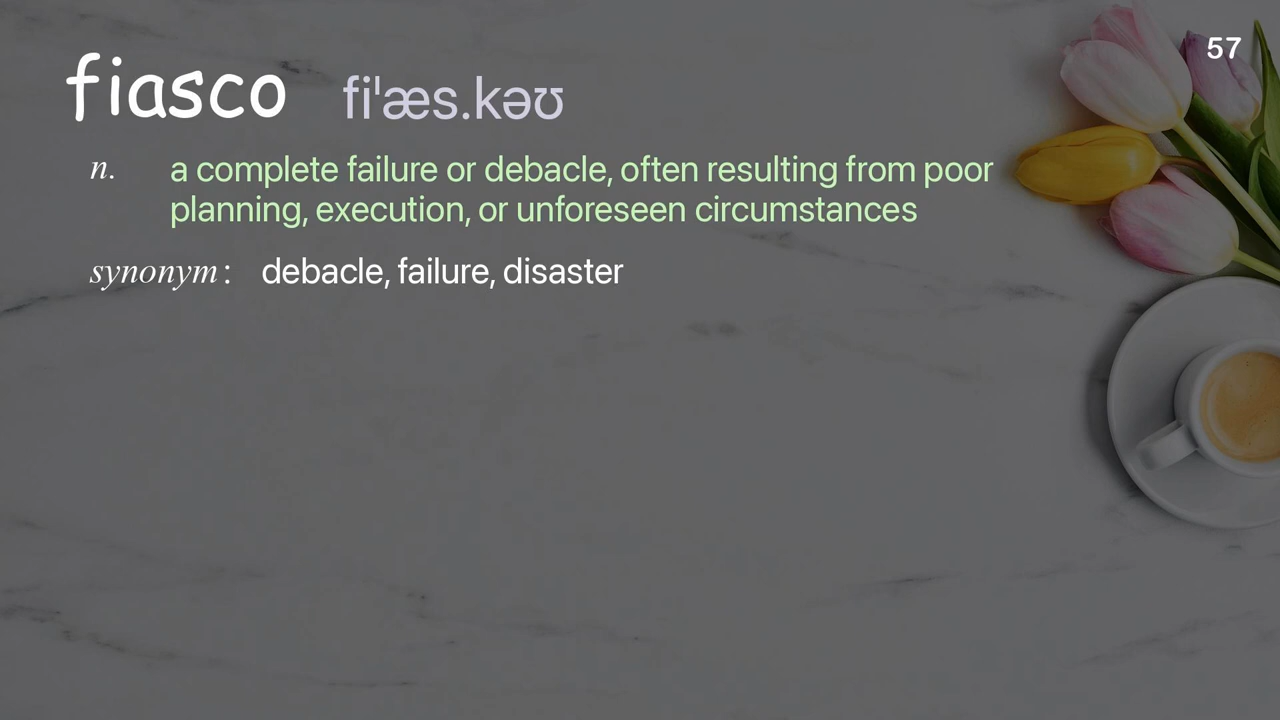 57
fiasco fi'æs.kəʊ
n. a complete failure or debacle, often resulting from poor
planning, execution, or unforeseen circumstances
synonym: debacle, failure, disaster